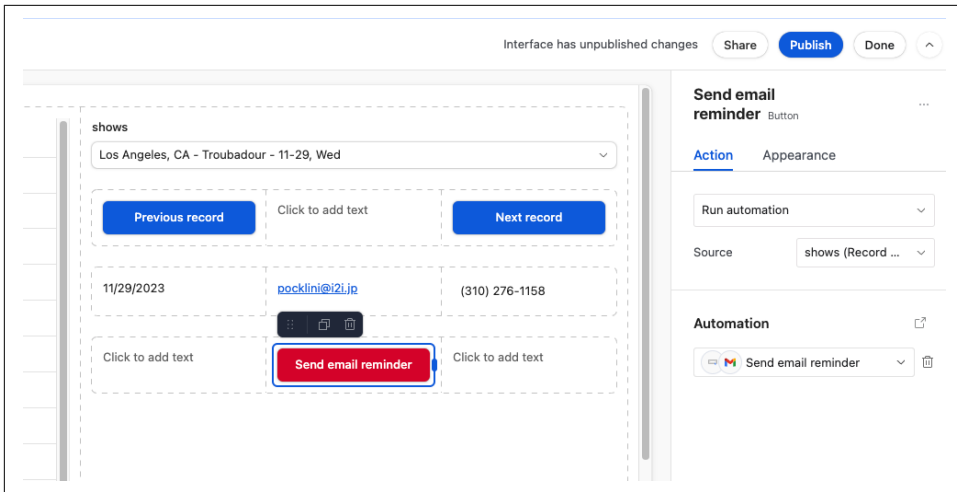 Interface has unpublished changes
Share
Publish
Done
shows
Los Angeles, CA - Troubadour - 11-29, Wed
Previous record
Click to add text
Next record
11/29/2023
pocklini@i2i.jp
(310) 276-1158
Click to add text
Send email reminder
Click to add text
Send email
reminder Button
Action Appearance
Run automation
Source shows (Record ...
Automation
Send email reminder